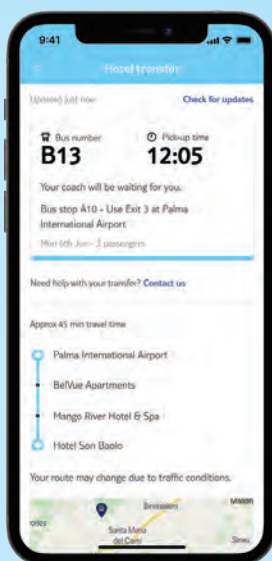 9:41
Hotel transfer
Updated just now
Check for updates
Bus number
Pick-up time
B13
12:05
Your coach will be waiting for you.
Bus stop A10 - Use Exit 3 at Palma
International Airport
Mon 6th Jun - 3 passengers
Need help with your transfer? Contact us
Approx 45 min travel time
Palma International Airport
BelVue Apartments
Mango River Hotel & Spa
Hotel Son Baolo
Your route may change due to traffic conditions.
Santa Maria
del Camí